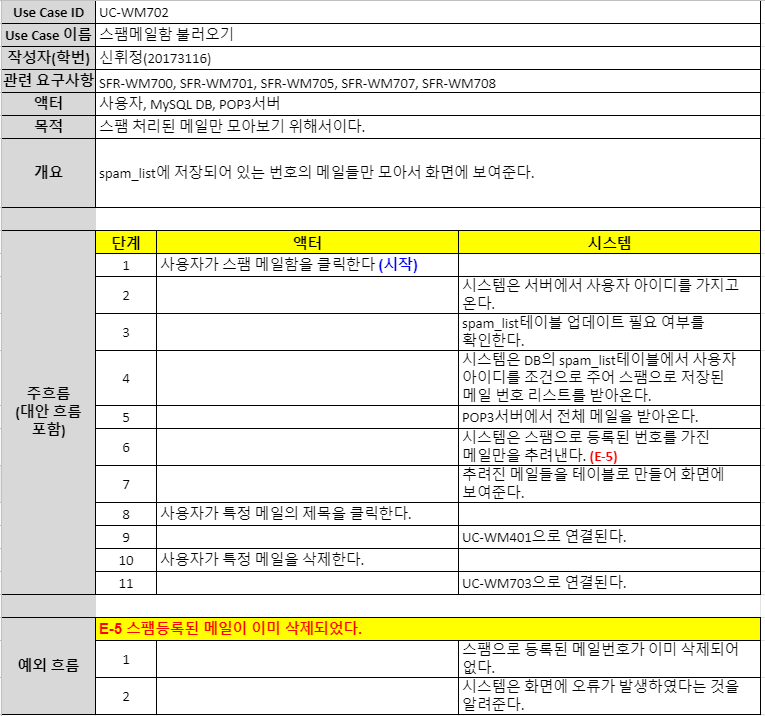 Use Case ID UC-WM702
Use Case 이름 스팸메일함 불러오기
작성자(학번) 신휘정(20173116)
관련 요구사항 SFR-WM700, SFR-WM701, SFR-WM705, SFR-WM707, SFR-WM708
액터 사용자, MySQL DB, POP3서버
목적 스팸 처리된 메일만 모아보기 위해서이다.
개요 spam_list에 저장되어 있는 번호의 메일들만 모아서 화면에 보여준다.
주흐름
(대안 흐름
포함)
단계 액터 시스템
1 사용자가 스팸 메일함을 클릭한다 (시작)
2 시스템은 서버에서 사용자 아이디를 가지고
온다.
3 spam_list테이블 업데이트 필요 여부를
확인한다.
4 시스템은 DB의 spam_list테이블에서 사용자
아이디를 조건으로 주어 스팸으로 저장된
메일 번호 리스트를 받아온다.
5 POP3서버에서 전체 메일을 받아온다.
6 시스템은 스팸으로 등록된 번호를 가진
메일만을 추려낸다. (E-5)
7 추려진 메일들을 테이블로 만들어 화면에
보여준다.
8 사용자가 특정 메일의 제목을 클릭한다.
9 UC-WM401으로 연결된다.
10 사용자가 특정 메일을 삭제한다.
11 UC-WM703으로 연결된다.
예외 흐름
E-5 스팸등록된 메일이 이미 삭제되었다.
1 스팸으로 등록된 메일번호가 이미 삭제되어
없다.
2 시스템은 화면에 오류가 발생하였다는 것을
알려준다.